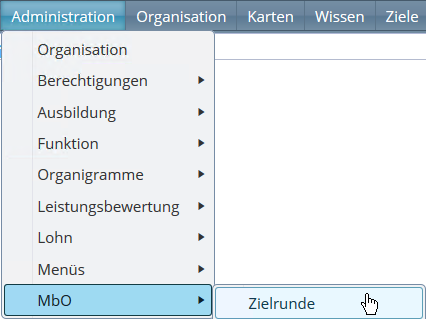 Administration Organisation Karten Wissen Ziele
Organisation
Berechtigungen
Ausbildung
Funktion
Organigramme
Leistungsbewertung
Lohn
Menüs
MbO
Zielrunde